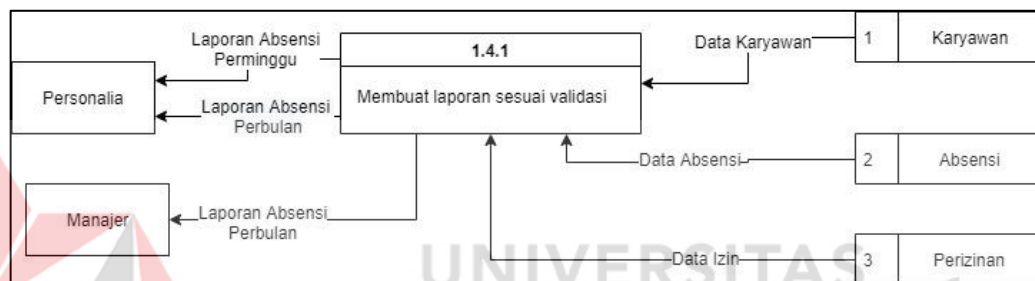 Laporan Absensi
Perminggu
1.4.1
Data Karyawan
1
Karyawan
Personalia
Membuat laporan sesuai validasi
Laporan Absensi
Perbulan
Data Absensi
2
Absensi
Manajer
Laporan Absensi
Perbulan
UNIVERSITAS
Data Izin
3
Perizinan